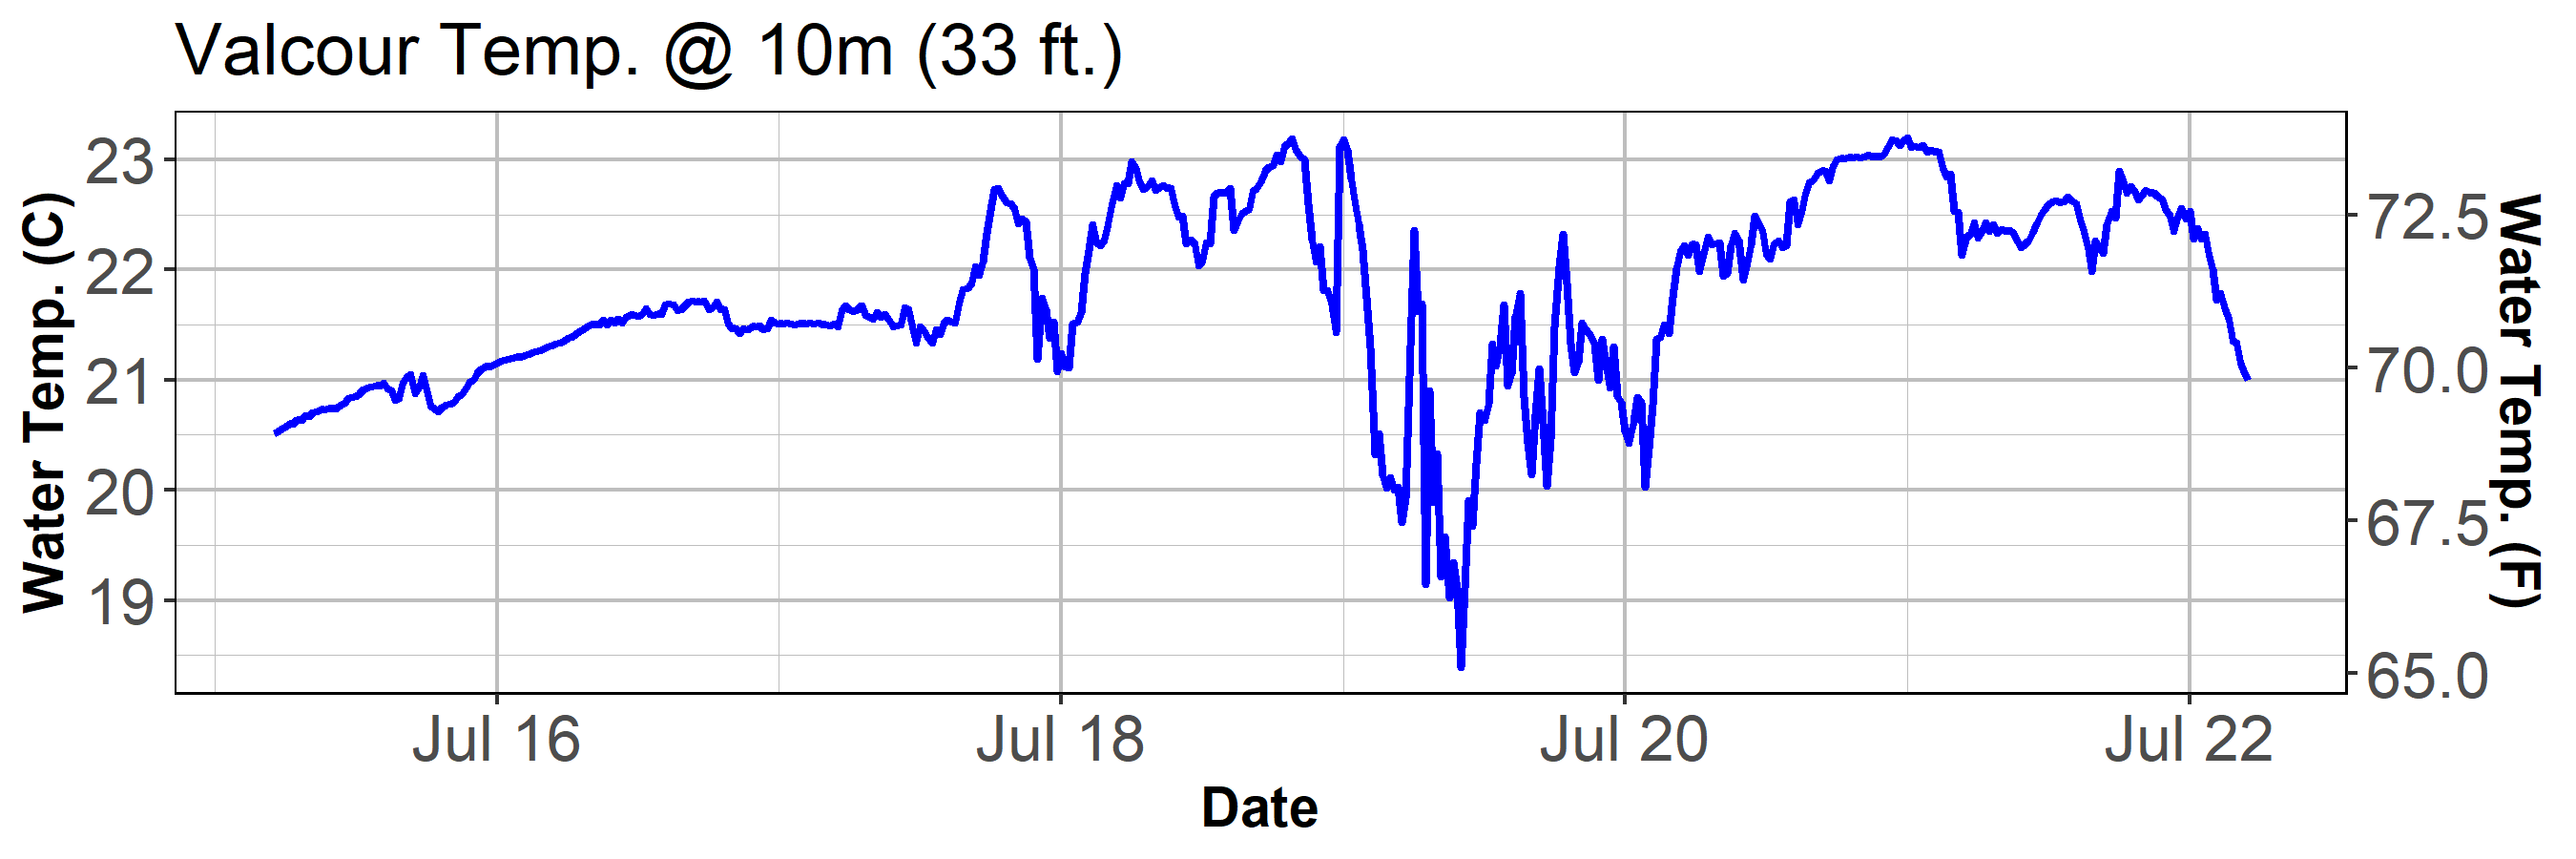 Valcour Temp. @ 10m (33 ft.)
Water Temp. (C)
23
22
21
20
19
72.5
70.0
67.5
65.0
Water Temp. (F)
Jul 16
Jul 18
Jul 20
Jul 22
Date